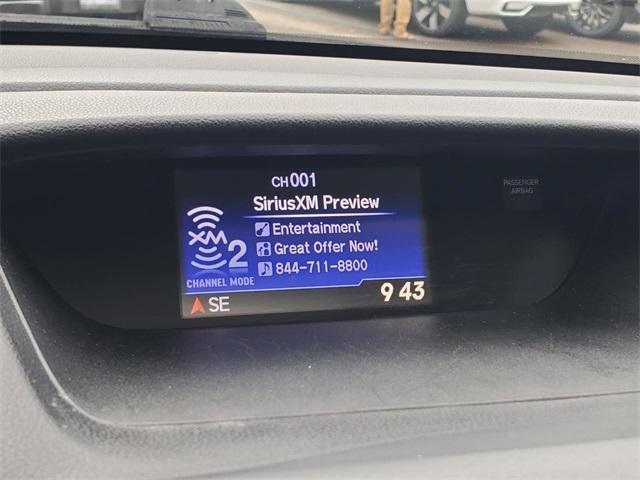 CH001
SiriusXM Preview
Entertainment
Great Offer Now!
844-711-8800
XM 2
CHANNEL MODE
SE
9 43
PASSENGER
AIRBAG